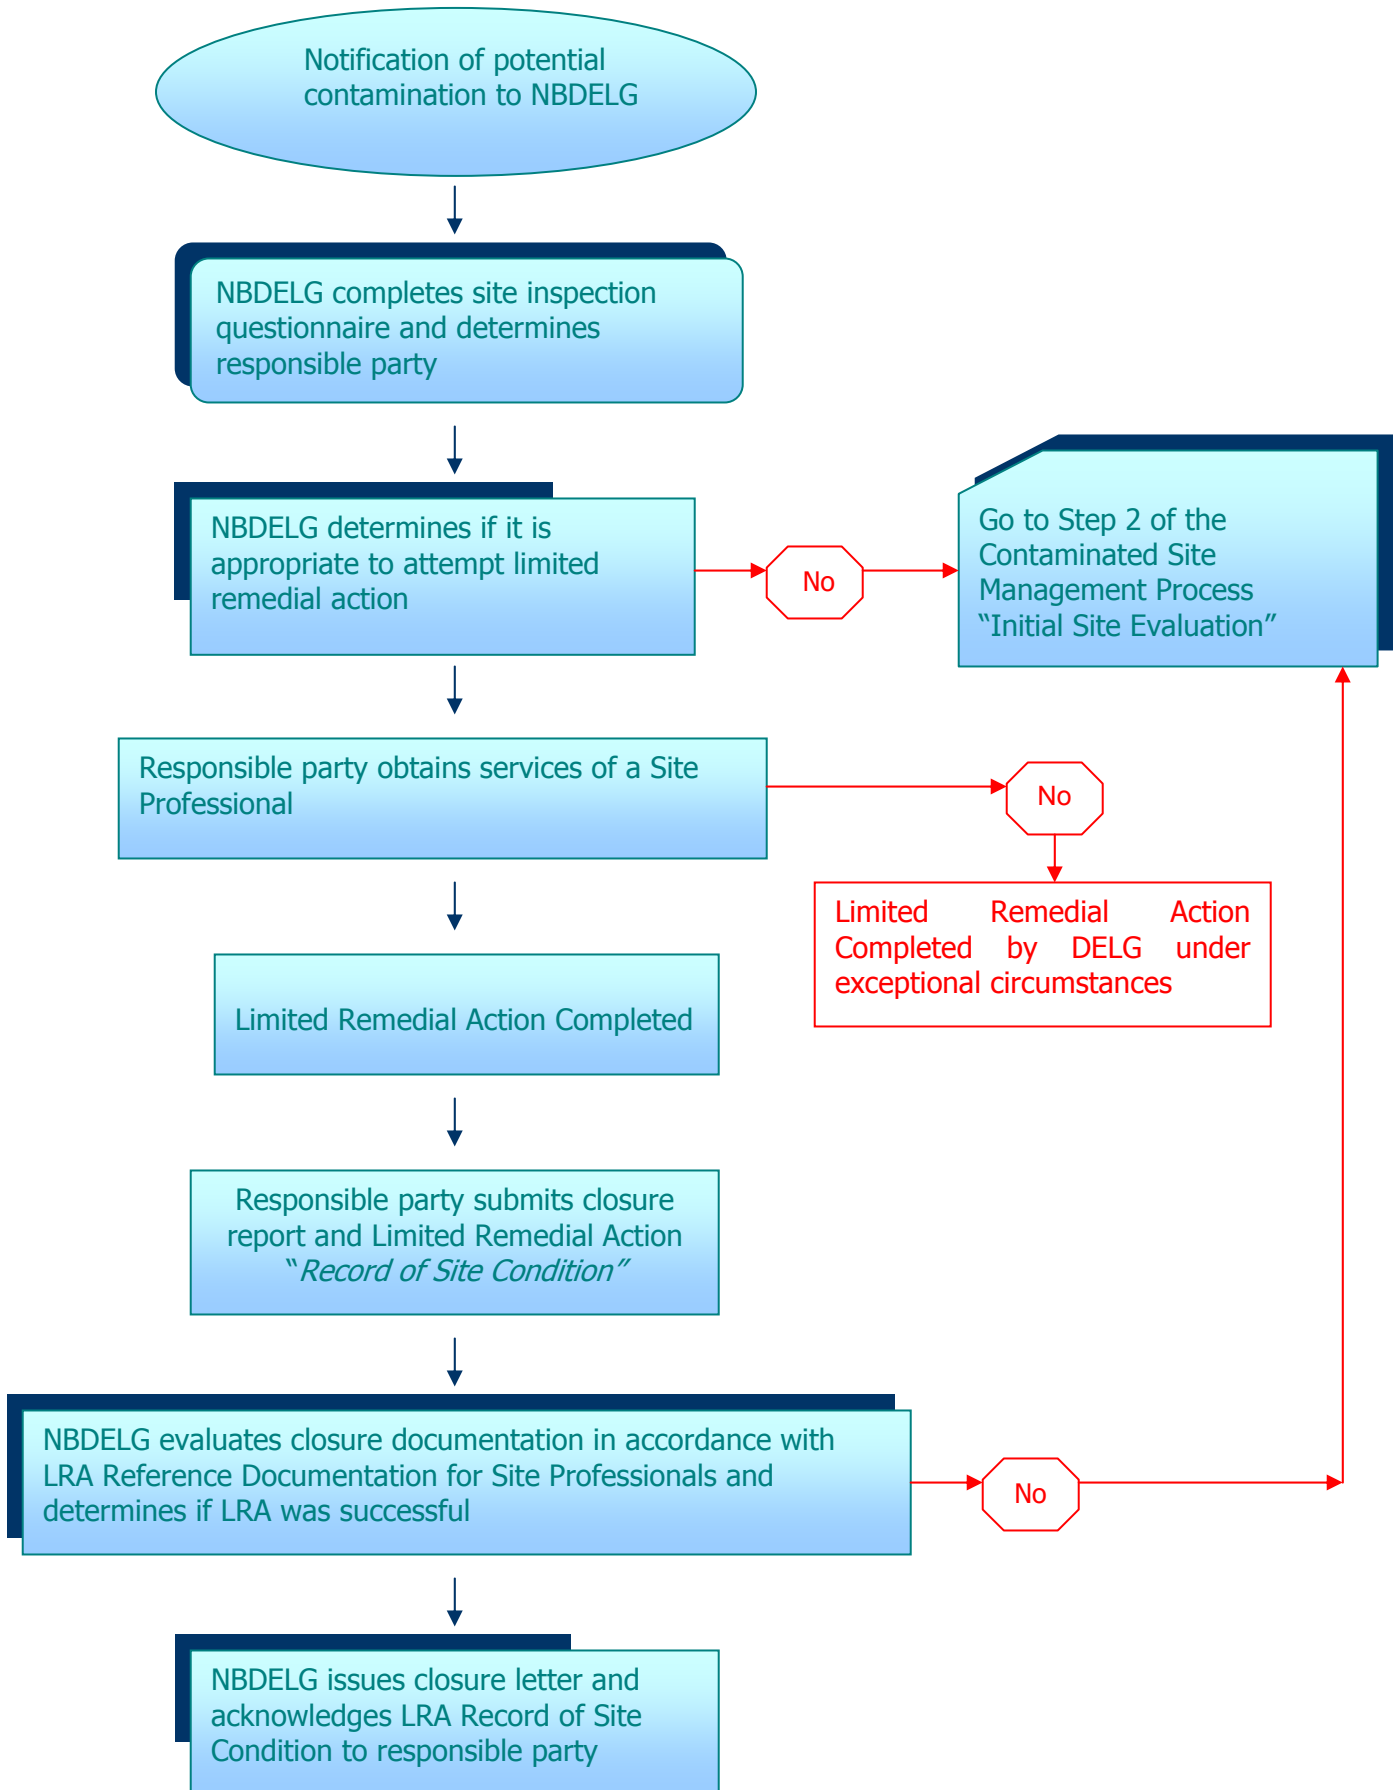 Notification of potential
contamination to NBDELG
NBDELG completes site inspection
questionnaire and determines
responsible party
NBDELG determines if it is
appropriate to attempt limited
remedial action
No
Go to Step 2 of the
Contaminated Site
Management Process
“Initial Site Evaluation”
Responsible party obtains services of a Site
Professional
No
Limited Remedial Action
Completed by DELG under
exceptional circumstances
Limited Remedial Action Completed
Responsible party submits closure
report and Limited Remedial Action
“Record of Site Condition”
NBDELG evaluates closure documentation in accordance with
LRA Reference Documentation for Site Professionals and
determines if LRA was successful
No
NBDELG issues closure letter and
acknowledges LRA Record of Site
Condition to responsible party